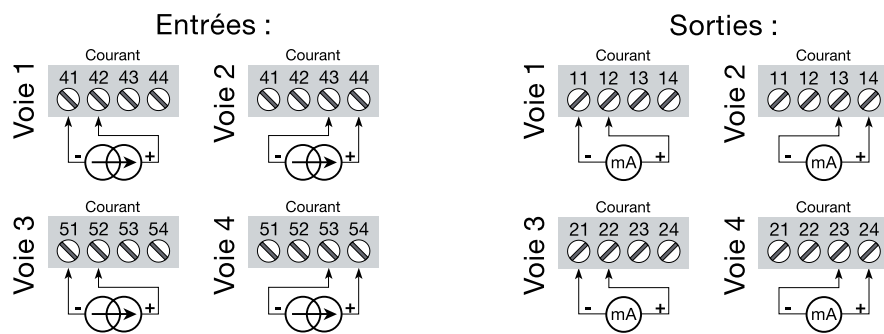 Entrées :
Sorties :
Voie 1
Courant
41 42 43 44
- +
Voie 2
Courant
41 42 43 44
- +
Voie 1
Courant
11 12 13 14
- mA +
Voie 2
Courant
11 12 13 14
- mA +
Voie 3
Courant
51 52 53 54
- +
Voie 4
Courant
51 52 53 54
- +
Voie 3
Courant
21 22 23 24
- mA +
Voie 4
Courant
21 22 23 24
- mA +